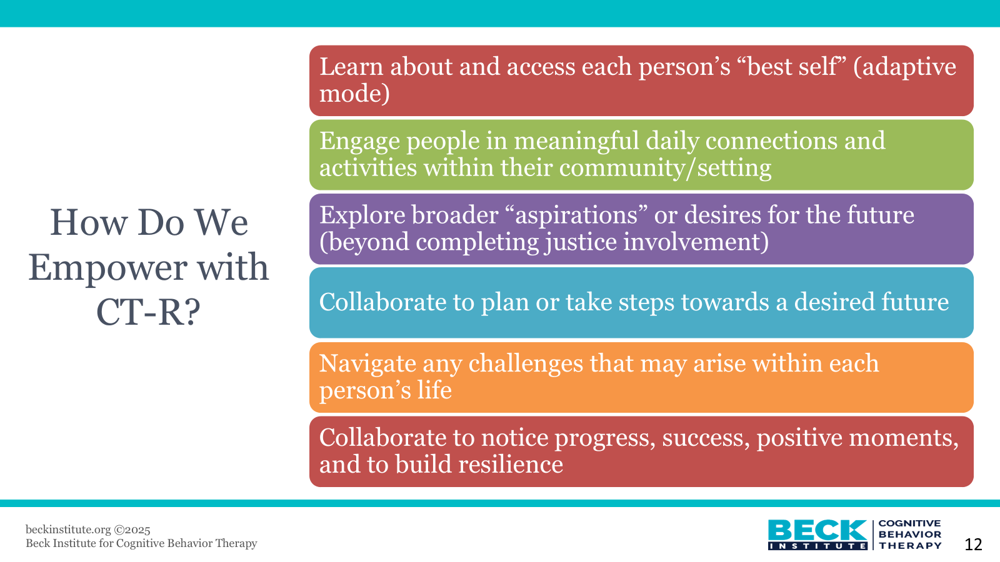 How Do We
Empower with
CT-R?
Learn about and access each person’s “best self” (adaptive
mode)
Engage people in meaningful daily connections and
activities within their community/setting
Explore broader “aspirations” or desires for the future
(beyond completing justice involvement)
Collaborate to plan or take steps towards a desired future
Navigate any challenges that may arise within each
person’s life
Collaborate to notice progress, success, positive moments,
and to build resilience
beckinstitute.org ©2025
Beck Institute for Cognitive Behavior Therapy
BECK
INSTITUTE
COGNITIVE
BEHAVIOR
THERAPY
12